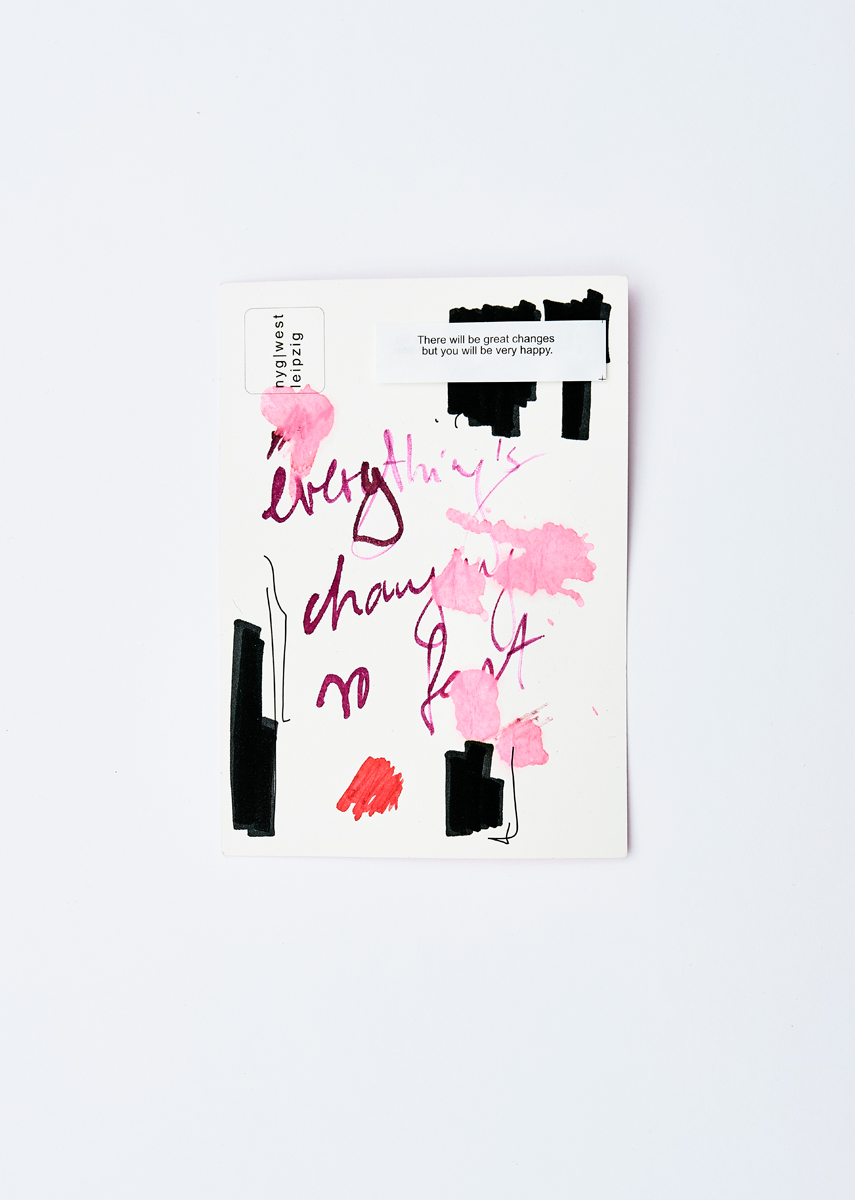 nyg|west
leipzig
There will be great changes
but you will be very happy.
everything's
changing
so fast